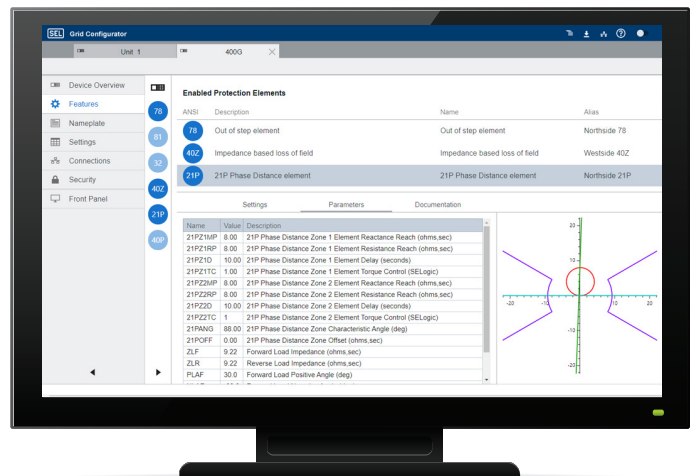 SEL Grid Configurator
Unit 1
400G
Device Overview
Features
Nameplate
Settings
Connections
Security
Front Panel
78
81
32
40Z
21P
40P
Enabled Protection Elements
ANSI Description Name Alias
78 Out of step element Out of step element Northside 78
40Z Impedance based loss of field Impedance based loss of field Westside 40Z
21P 21P Phase Distance element 21P Phase Distance element Northside 21P
Settings Parameters Documentation
Name Value Description
21PZ1MP 8.00 21P Phase Distance Zone 1 Element Reactance Reach (ohms,sec)
21PZ1RP 8.00 21P Phase Distance Zone 1 Element Resistance Reach (ohms,sec)
21PZ1D 10.00 21P Phase Distance Zone 1 Element Delay (seconds)
21PZ1TC 1.00 21P Phase Distance Zone 1 Element Torque Control (SELogic)
21PZ2MP 8.00 21P Phase Distance Zone 2 Element Reactance Reach (ohms,sec)
21PZ2RP 8.00 21P Phase Distance Zone 2 Element Resistance Reach (ohms,sec)
21PZ2D 10.00 21P Phase Distance Zone 2 Element Delay (seconds)
21PZ2TC 1 21P Phase Distance Zone 2 Element Torque Control (SELogic)
21PANG 88.00 21P Phase Distance Zone Characteristic Angle (deg)
21POFF 0.00 21P Phase Distance Zone Offset (ohms,sec)
ZLF 9.22 Forward Load Impedance (ohms,sec)
ZLR 9.22 Reverse Load Impedance (ohms,sec)
PLAF 30.0 Forward Load Positive Angle (deg)
20
10
-20 -10 10 20
-10
-20